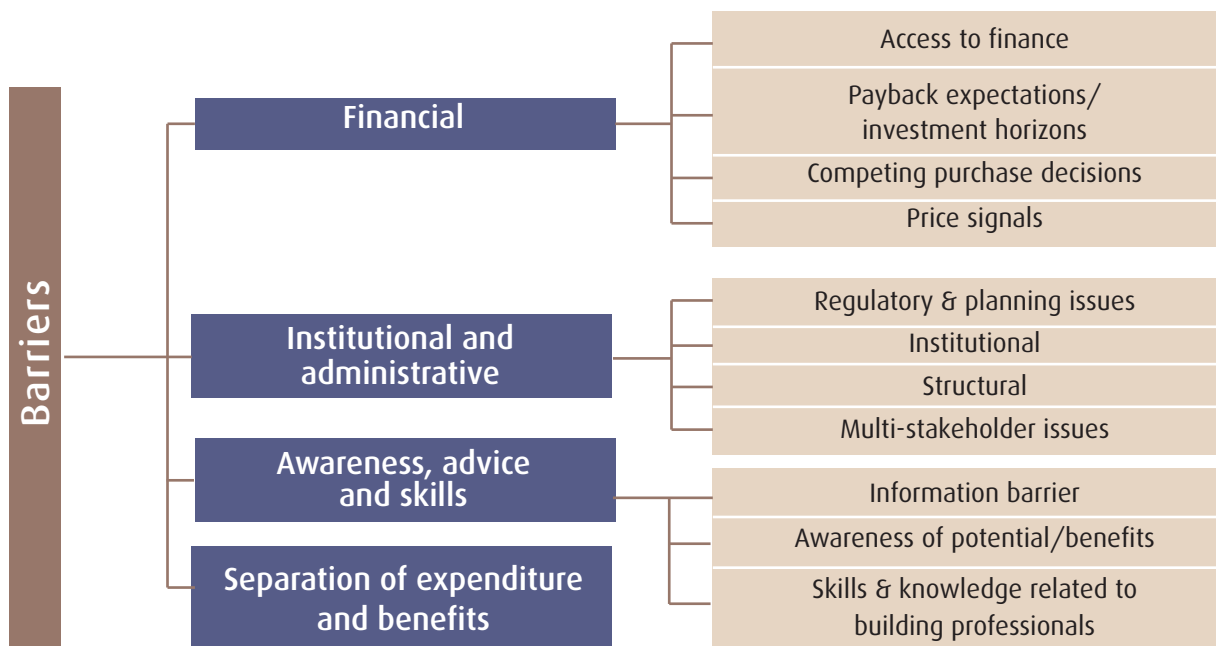 Barriers
Financial
Access to finance
Payback expectations/
investment horizons
Competing purchase decisions
Price signals
Institutional and
administrative
Regulatory & planning issues
Institutional
Structural
Multi-stakeholder issues
Awareness, advice
and skills
Information barrier
Awareness of potential/benefits
Skills & knowledge related to
building professionals
Separation of expenditure
and benefits